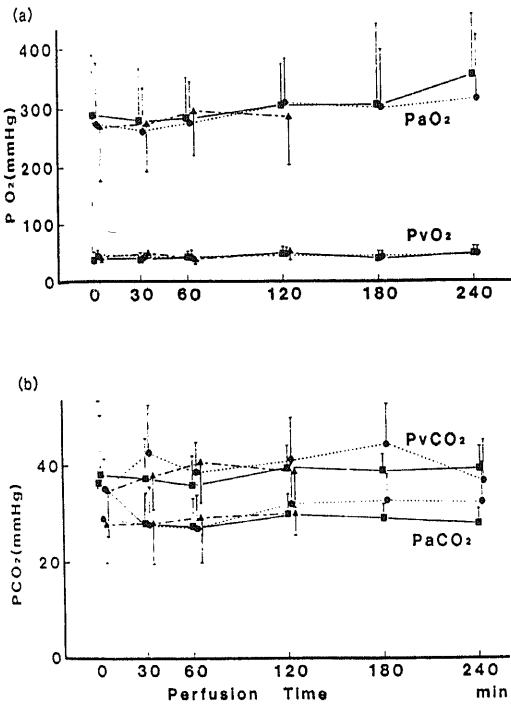 (a)
P O₂(mmHg)
400
300
200
100
0
PaO₂
PvO₂
0 30 60 120 180 240
(b)
PCO₂(mmHg)
40
20
0
PvCO₂
PaCO₂
0 30 60 120 180 240
Perfusion Time min